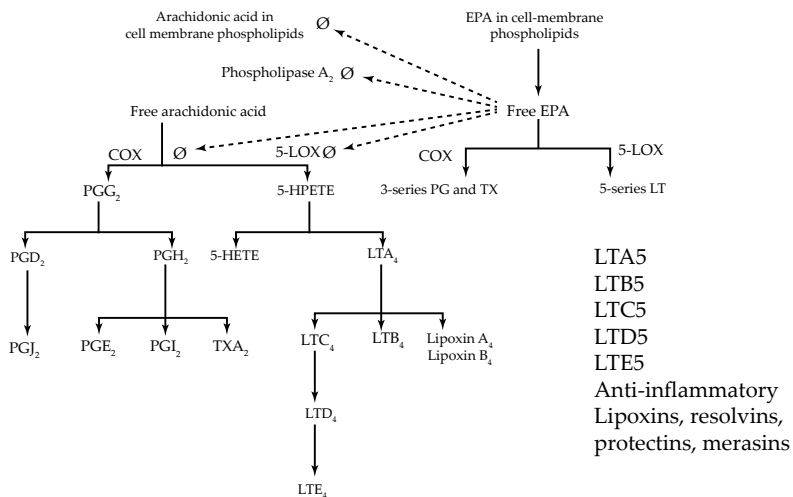 Arachidonic acid in
cell membrane phospholipids Ø
EPA in cell-membrane
phospholipids
Phospholipase A₂ Ø
Free arachidonic acid
Free EPA
COX Ø
5-LOX Ø
COX
5-LOX
PGG₂
5-HPETE
3-series PG and TX
5-series LT
PGD₂
PGH₂
5-HETE
LTA₄
PGJ₂
PGE₂
PGI₂
TXA₂
LTC₄
LTB₄
Lipoxin A₄
Lipoxin B₄
LTD₄
LTE₄
LTA5
LTB5
LTC5
LTD5
LTE5
Anti-inflammatory
Lipoxins, resolvins,
protectins, merasins